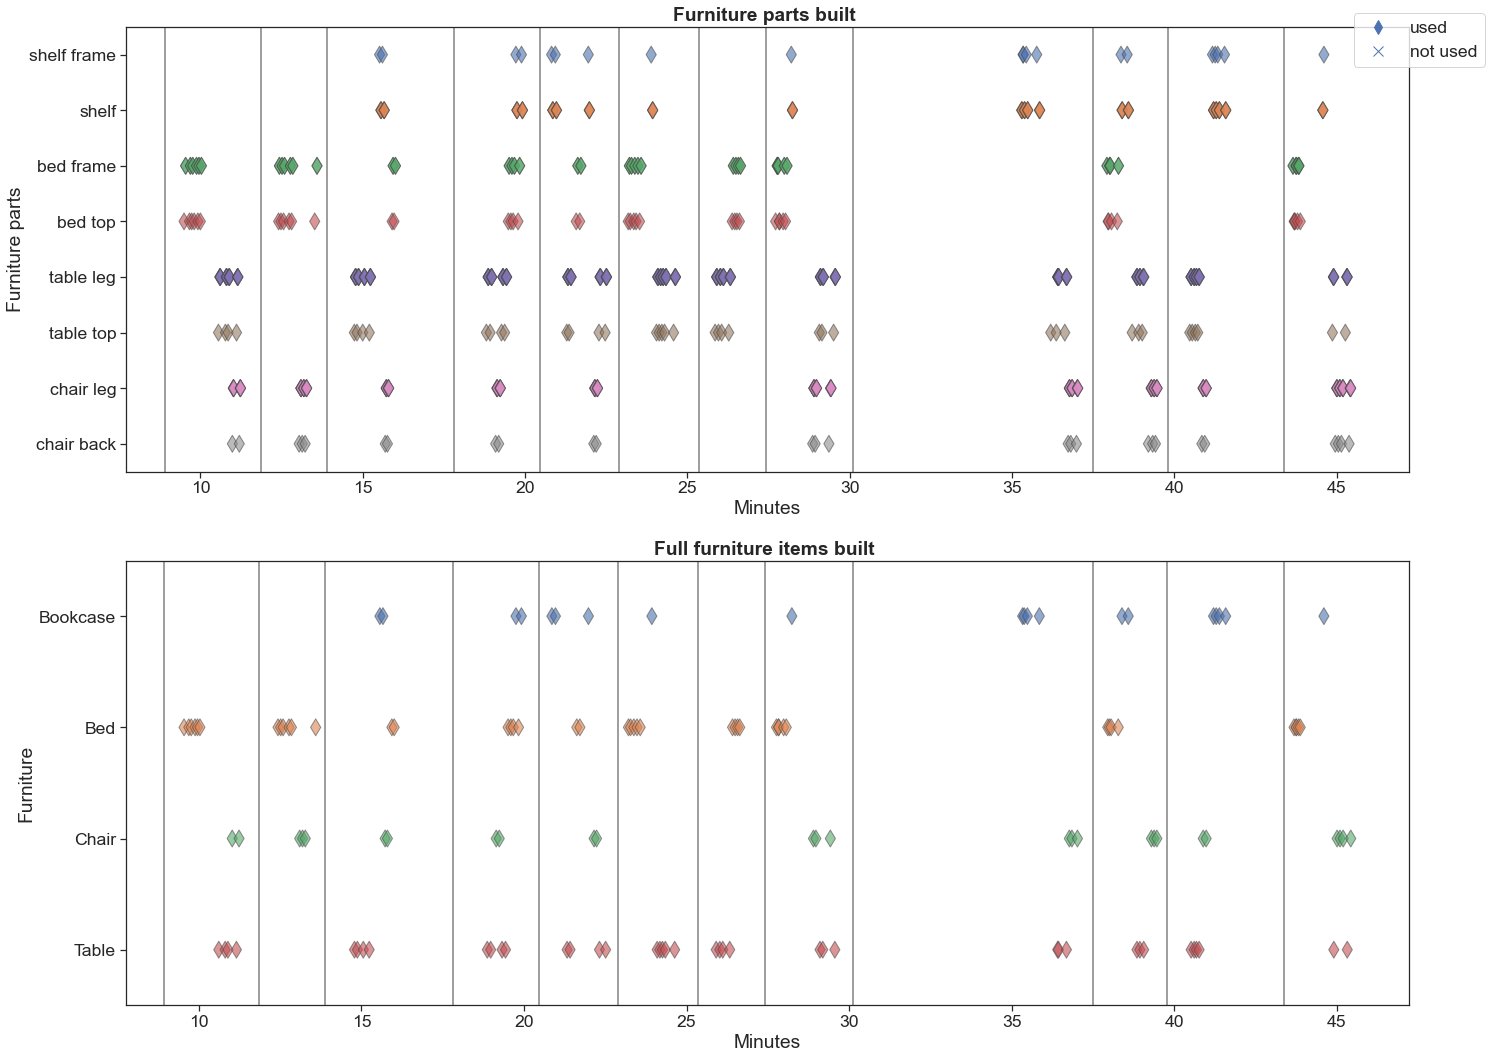 Furniture parts built
used
not used
shelf frame
shelf
bed frame
bed top
table leg
table top
chair leg
chair back
Furniture parts
10 15 20 25 30 35 40 45
Minutes
Full furniture items built
Bookcase
Bed
Chair
Table
Furniture
10 15 20 25 30 35 40 45
Minutes